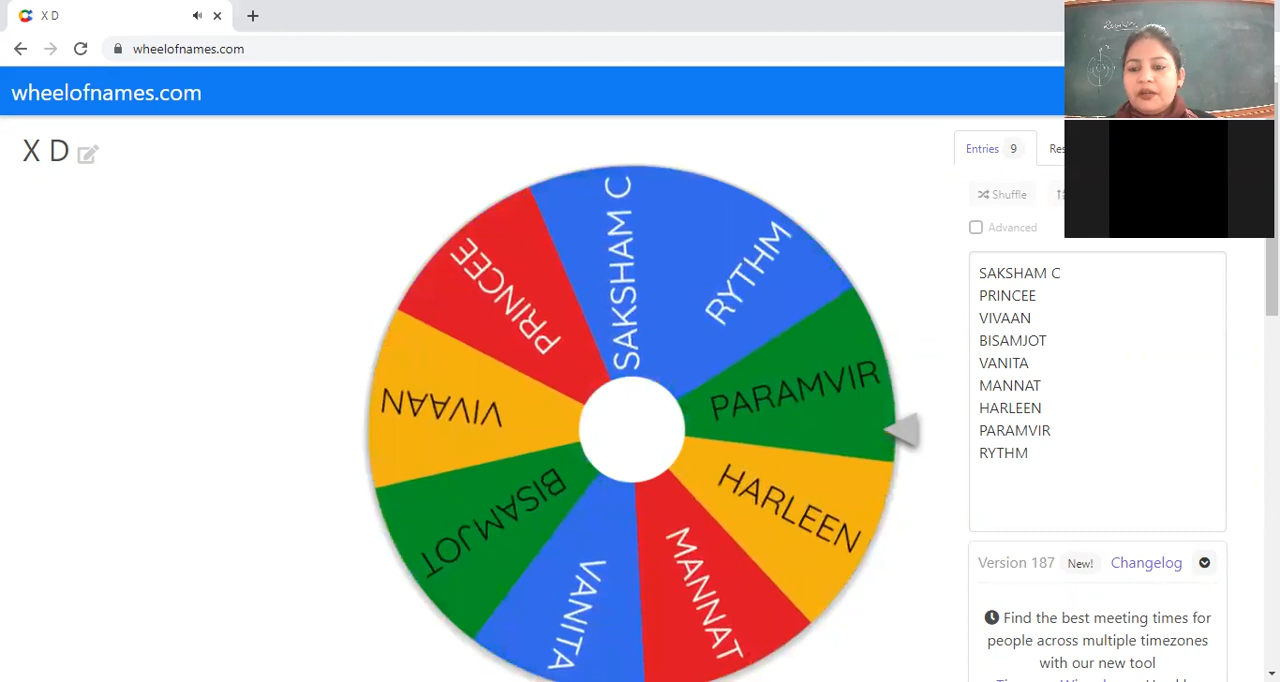 X D
wheelofnames.com
wheelofnames.com
X D
Entries 9
Shuffle
Advanced
SAKSHAM C
PRINCEE
VIVAAN
BISAMJOT
VANITA
MANNAT
HARLEEN
PARAMVIR
RYTHM
SAKSHAM C
RYTHM
PARAMVIR
HARLEEN
MANNAT
VANITA
BISAMJOT
VIVAAN
PRINCEE
Version 187 New! Changelog
Find the best meeting times for
people across multiple timezones
with our new tool